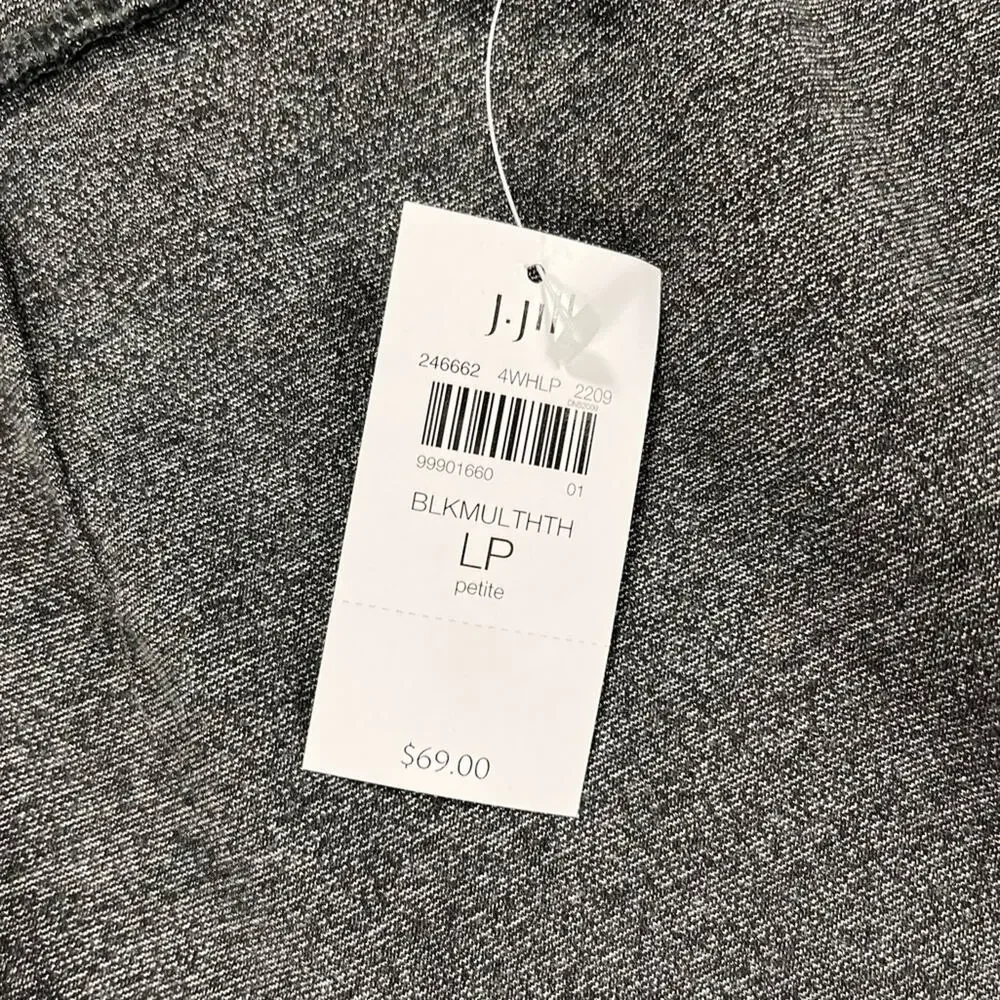 J.Jill
246662 4WHLP 2209
99901660 01
BLKMULTHTH
LP
petite
$69.00